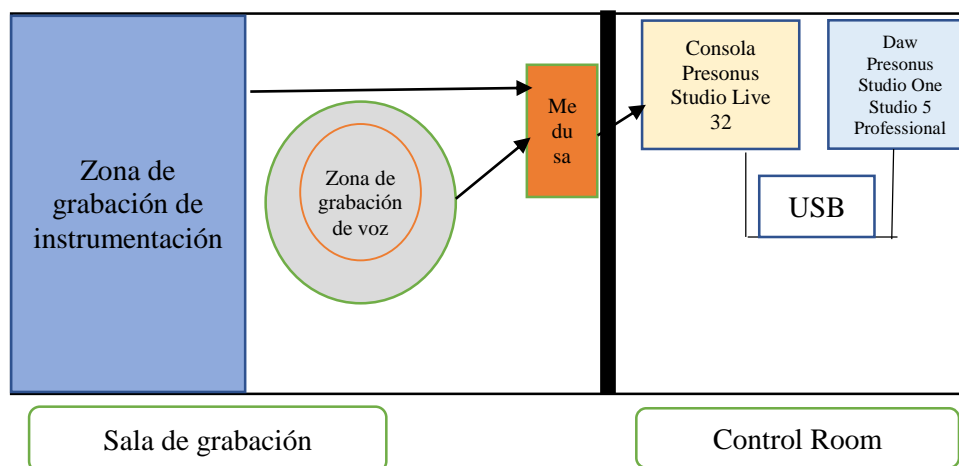 Zona de
grabación de
instrumentación
Zona de
grabación
de voz
Me
du
sa
Consola
Presonus
Studio Live
32
Daw
Presonus
Studio One
Studio 5
Professional
USB
Sala de grabación
Control Room